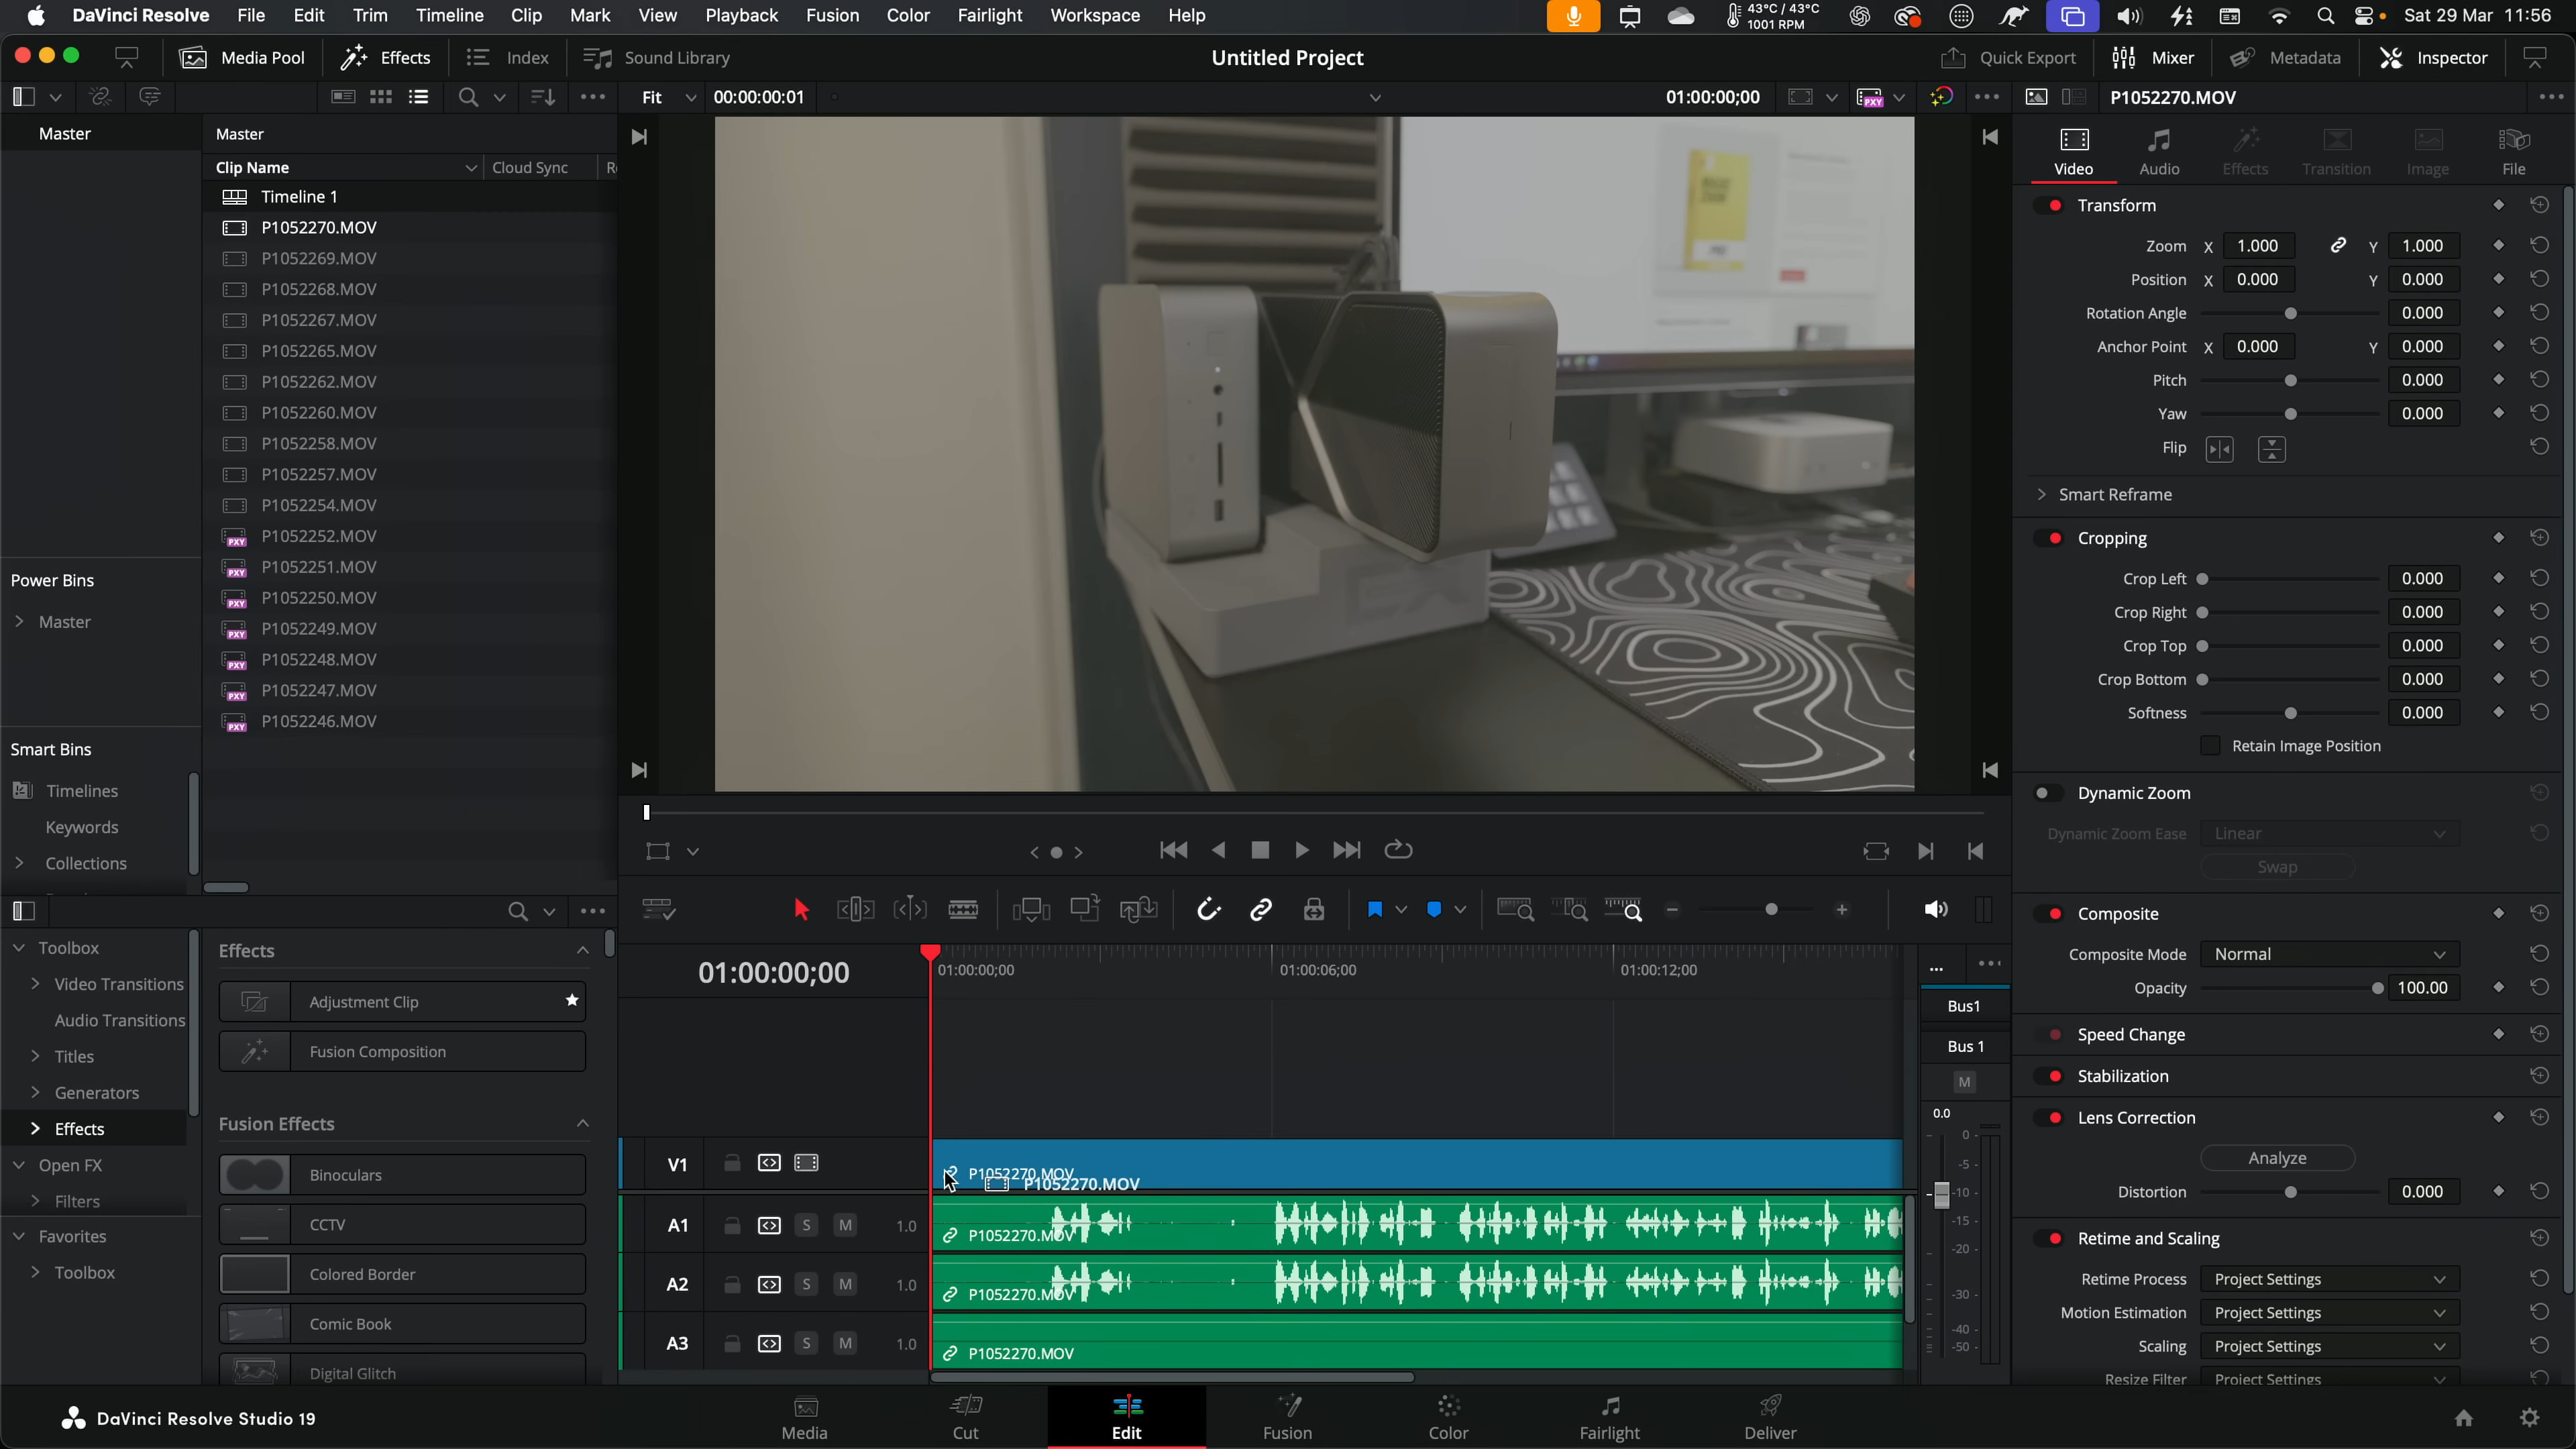 DaVinci Resolve File Edit Trim Timeline Clip Mark View Playback Fusion Color Fairlight Workspace Help 43°C / 43°C 1001 RPM Sat 29 Mar 11:56
Media Pool Effects Index Sound Library Untitled Project Quick Export Mixer Metadata Inspector
Fit 00:00:00:01 01:00:00;00 PXY P1052270.MOV
Master Master
Clip Name Cloud Sync
Timeline 1
P1052270.MOV
P1052269.MOV
P1052268.MOV
P1052267.MOV
P1052265.MOV
P1052262.MOV
P1052260.MOV
P1052258.MOV
P1052257.MOV
P1052254.MOV
PXY P1052252.MOV
PXY P1052251.MOV
PXY P1052250.MOV
PXY P1052249.MOV
PXY P1052248.MOV
PXY P1052247.MOV
PXY P1052246.MOV
Power Bins
Master
Smart Bins
Timelines
Keywords
Collections
Video Audio Effects Transition Image File
Transform
Zoom X 1.000 Y 1.000
Position X 0.000 Y 0.000
Rotation Angle 0.000
Anchor Point X 0.000 Y 0.000
Pitch 0.000
Yaw 0.000
Flip
Smart Reframe
Cropping
Crop Left 0.000
Crop Right 0.000
Crop Top 0.000
Crop Bottom 0.000
Softness 0.000
Retain Image Position
Dynamic Zoom
Dynamic Zoom Ease Linear
Swap
Composite
Composite Mode Normal
Opacity 100.00
Speed Change
Stabilization
Lens Correction
Analyze
Distortion 0.000
Retime and Scaling
Retime Process Project Settings
Motion Estimation Project Settings
Scaling Project Settings
Resize Filter Project Settings
Toolbox
Video Transitions
Audio Transitions
Titles
Generators
Effects
Open FX
Filters
Favorites
Toolbox
Effects
Adjustment Clip
Fusion Composition
Fusion Effects
Binoculars
CCTV
Colored Border
Comic Book
Digital Glitch
01:00:00;00 01:00:00;00 01:00:06;00 01:00:12;00
V1 P1052270.MOV
P1052270.MOV
A1 S M 1.0 P1052270.MOV
A2 S M 1.0 P1052270.MOV
A3 S M 1.0 P1052270.MOV
Bus1
Bus 1
M
0.0
0
-5
-10
-15
-20
-30
-40
-50
DaVinci Resolve Studio 19 Media Cut Edit Fusion Color Fairlight Deliver